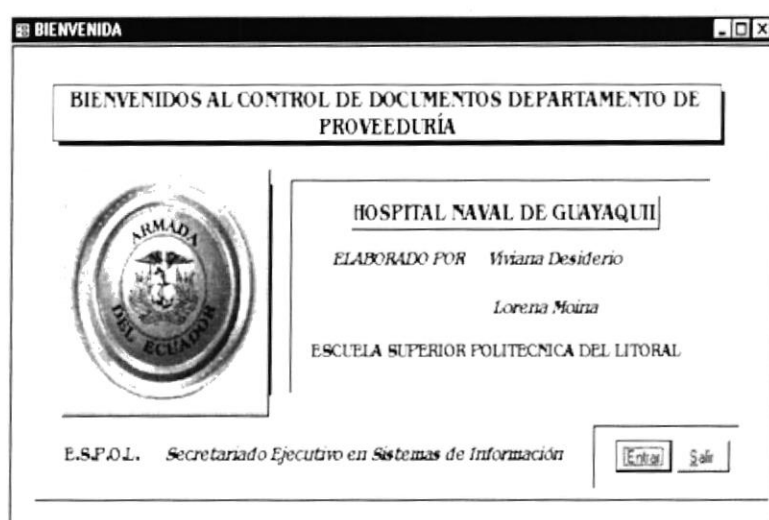 BIENVENIDA
BIENVENIDOS AL CONTROL DE DOCUMENTOS DEPARTAMENTO DE
PROVEEDURÍA
ARMADA
DEL ECUADOR
HOSPITAL NAVAL DE GUAYAQUIL
ELABORADO POR Viviana Desiderio
Lorena Moina
ESCUELA SUPERIOR POLITECNICA DEL LITORAL
E.S.P.O.L. Secretariado Ejecutivo en Sistemas de Información
Entrar Salir